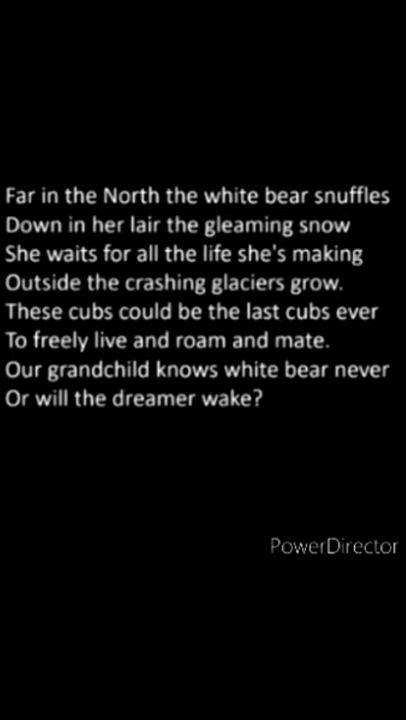 Far in the North the white bear snuffles
Down in her lair the gleaming snow
She waits for all the life she's making
Outside the crashing glaciers grow.
These cubs could be the last cubs ever
To freely live and roam and mate.
Our grandchild knows white bear never
Or will the dreamer wake?
PowerDirector